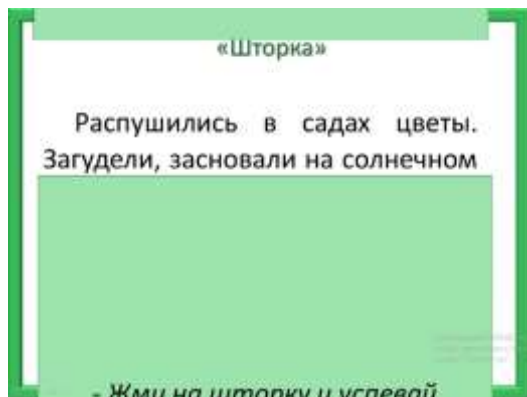 «Шторка»
Распушились в садах цветы.
Загудели, засновали на солнечном
- Жми на шторку и успевай